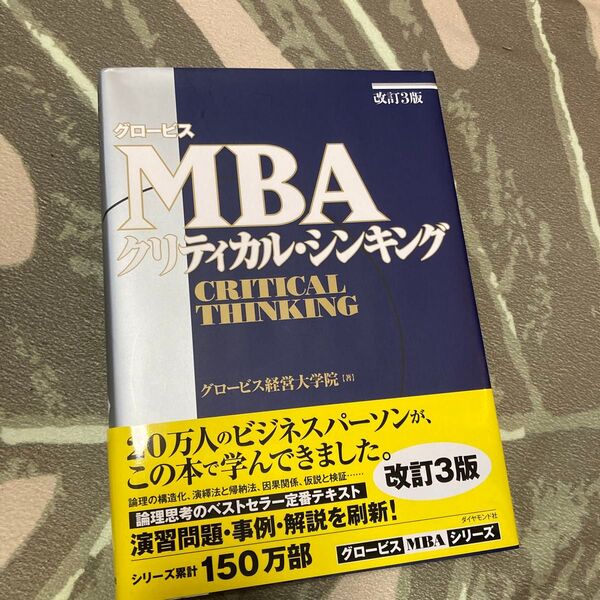 改訂3版
グロービス
MBA
クリティカル・シンキング
CRITICAL
THINKING
グロービス経営大学院［著］
20万人のビジネスパーソンが、
この本で学んできました。
論理の構造化、演繹法と帰納法、因果関係、仮説と検証……
論理思考のベストセラー定番テキスト
演習問題・事例・解説を刷新！
シリーズ累計150万部
改訂3版
ダイヤモンド社
グロービスMBAシリーズ